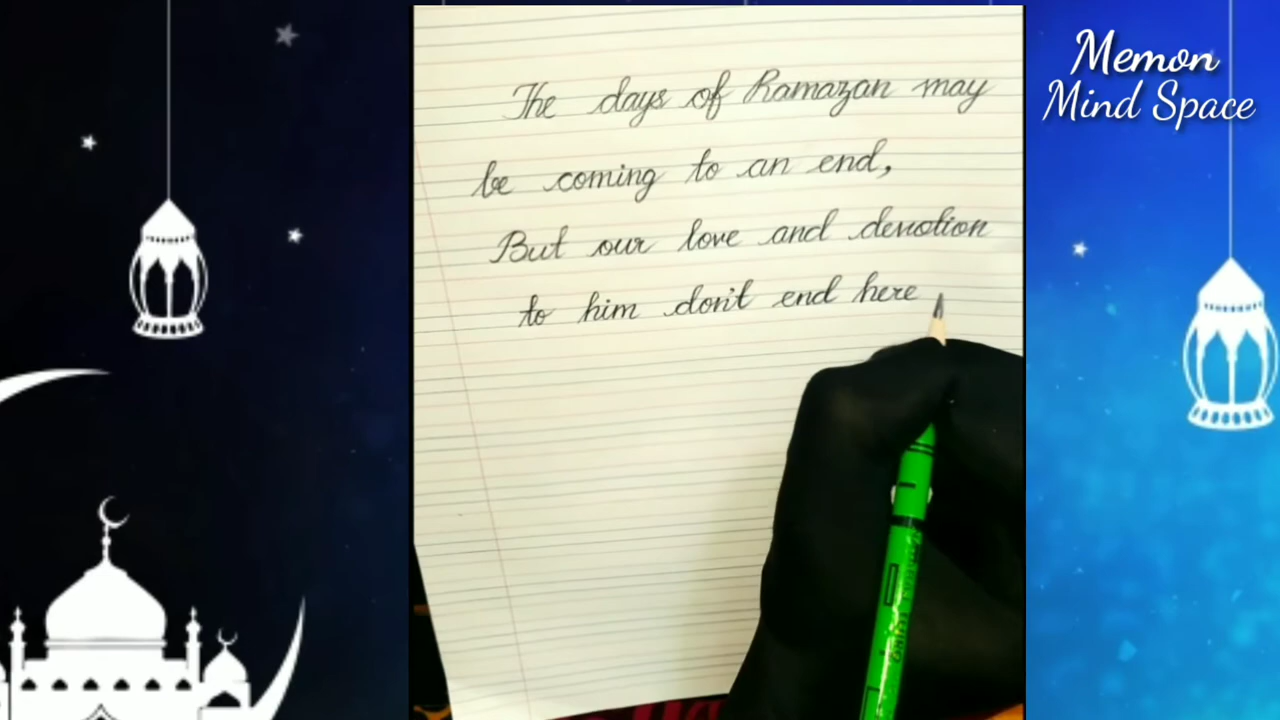 The days of Ramazan may
be coming to an end,
But our love and devotion
to him don't end here
Memon
Mind Space